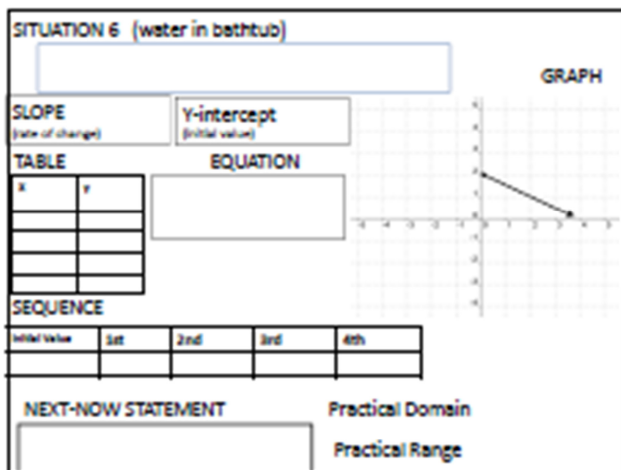 SITUATION 6 (water in bathtub)
GRAPH
SLOPE
(rate of change)
Y-intercept
(initial value)
TABLE
EQUATION
x y
SEQUENCE
Initial Value 1st 2nd 3rd 4th
NEXT-NOW STATEMENT
Practical Domain
Practical Range